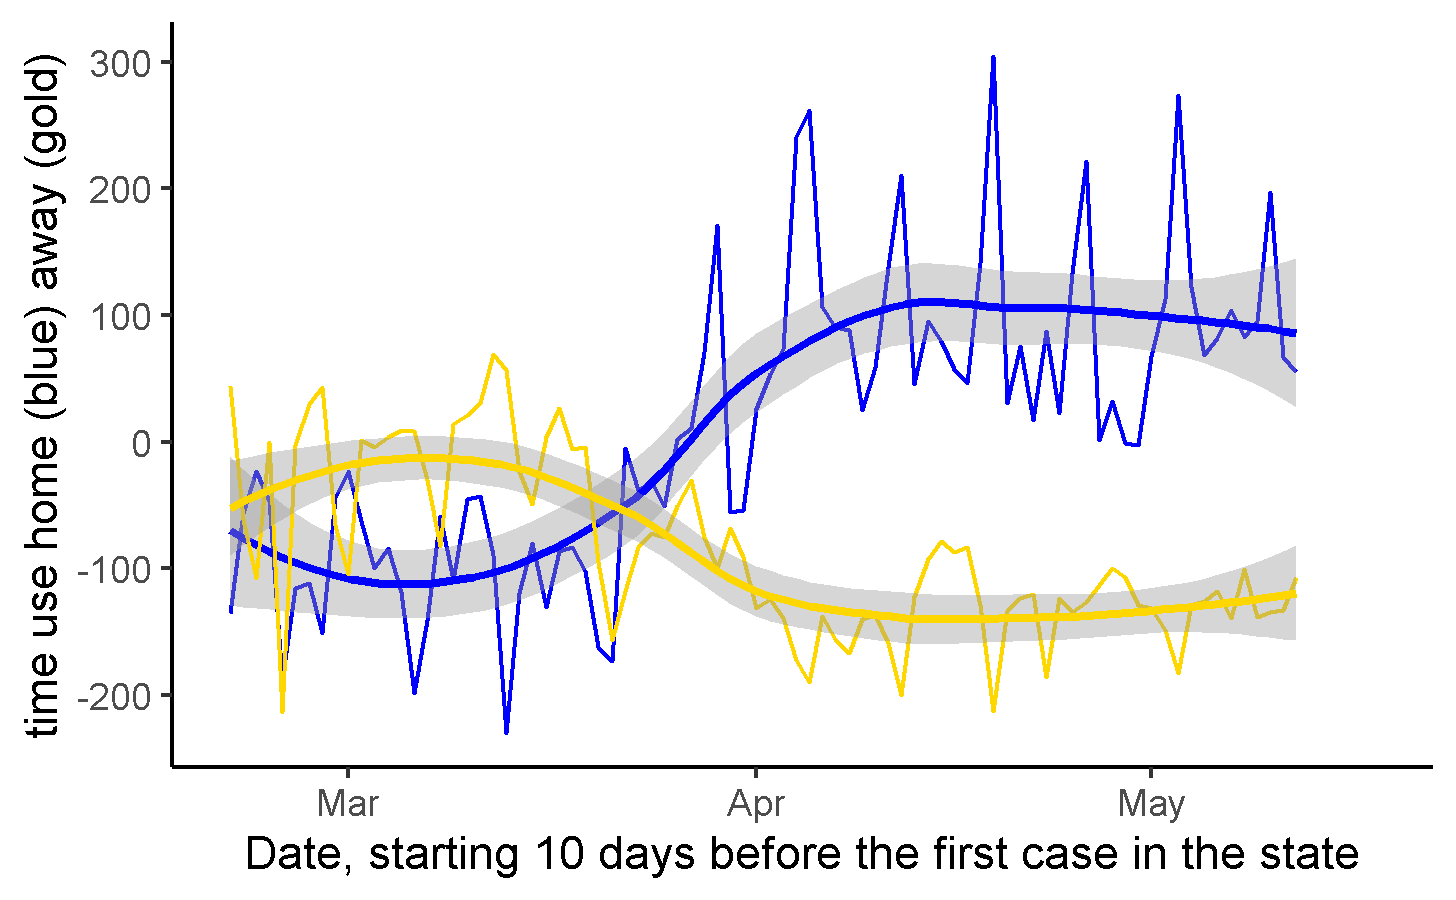 time use home (blue) away (gold)
300
200
100
0
-100
-200
Mar
Apr
May
Date, starting 10 days before the first case in the state